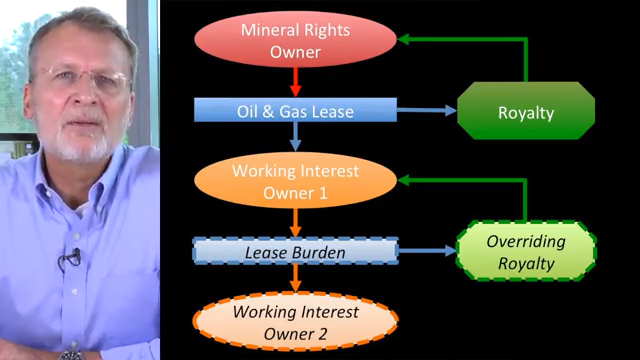 Mineral Rights
Owner
Oil & Gas Lease
Royalty
Working Interest
Owner 1
Lease Burden
Overriding
Royalty
Working Interest
Owner 2